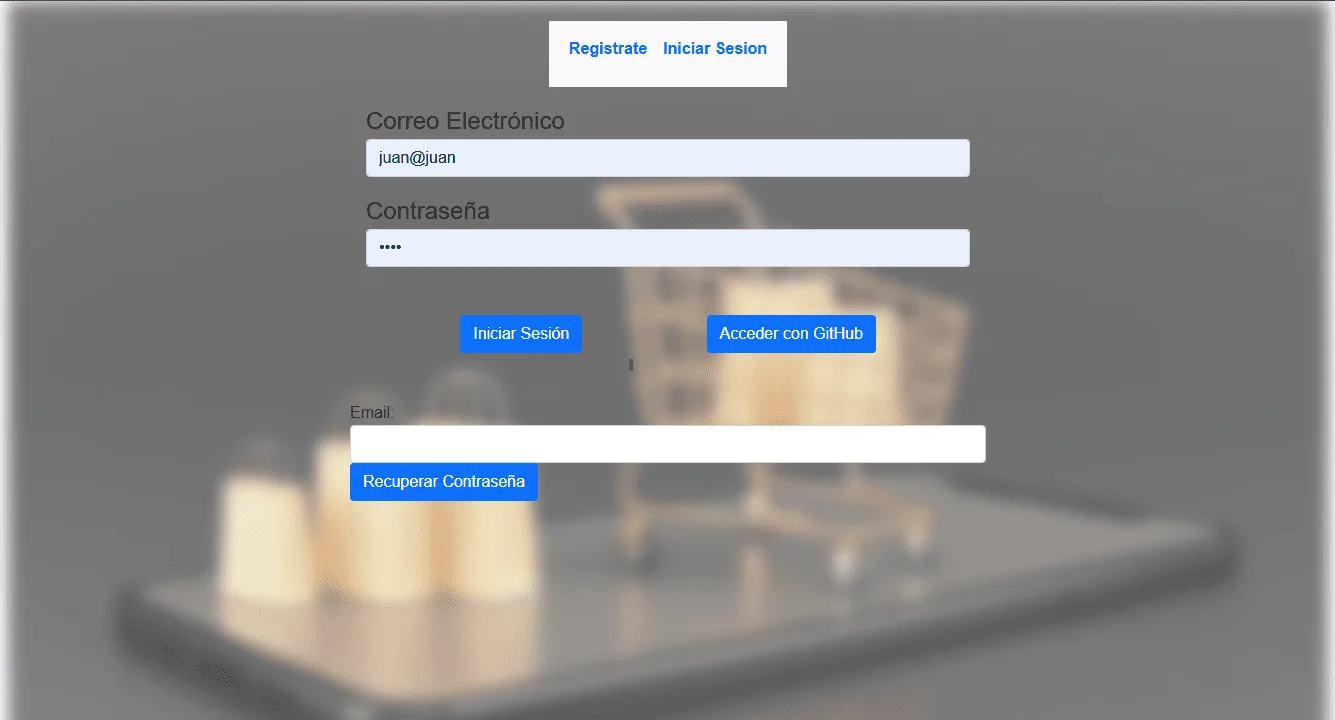 Registrate Iniciar Sesion
Correo Electrónico
juan@juan
Contraseña
••••
Iniciar Sesión Acceder con GitHub
Email:
Recuperar Contraseña